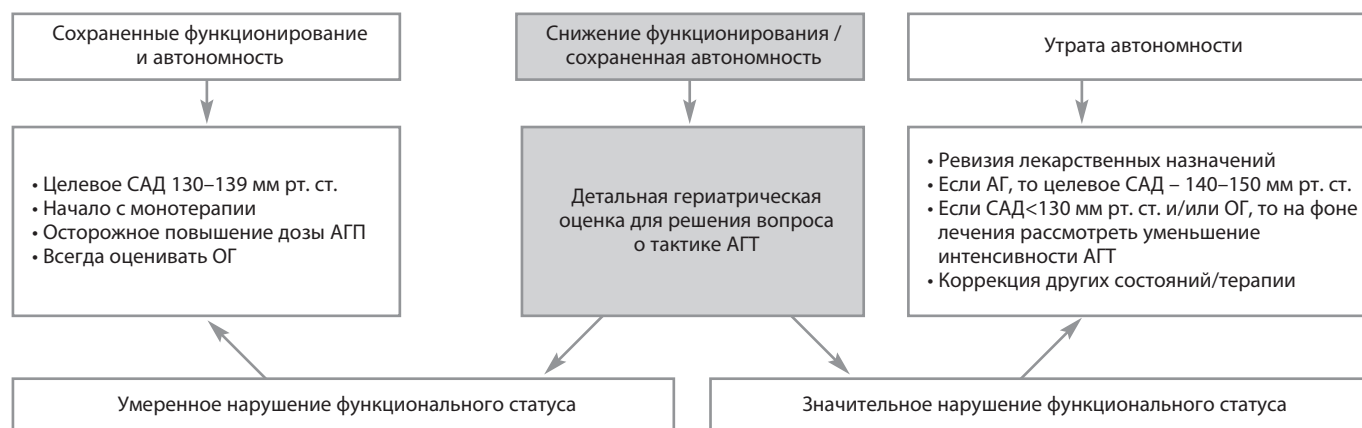 Сохраненные функционирование
и автономность
Снижение функционирования /
сохраненная автономность
Утрата автономности
• Целевое САД 130–139 мм рт. ст.
• Начало с монотерапии
• Осторожное повышение дозы АГП
• Всегда оценивать ОГ
Детальная гериатрическая
оценка для решения вопроса
о тактике АГТ
• Ревизия лекарственных назначений
• Если АГ, то целевое САД – 140–150 мм рт. ст.
• Если САД<130 мм рт. ст. и/или ОГ, то на фоне
лечения рассмотреть уменьшение
интенсивности АГТ
• Коррекция других состояний/терапии
Умеренное нарушение функционального статуса
Значительное нарушение функционального статуса